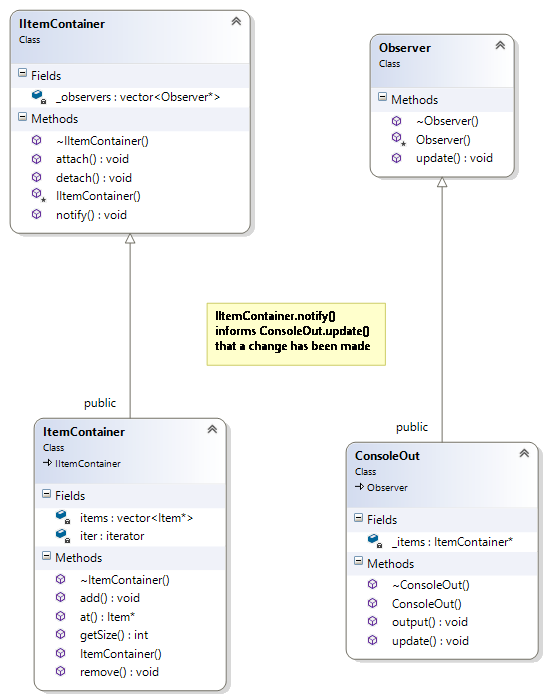 IItemContainer
Class
Fields
_observers : vector<Observer*>
Methods
~IItemContainer()
attach() : void
detach() : void
IItemContainer()
notify() : void
Observer
Class
Methods
~Observer()
Observer()
update() : void
IItemContainer.notify()
informs ConsoleOut.update()
that a change has been made
public
ItemContainer
Class
IItemContainer
Fields
items : vector<Item*>
iter : iterator
Methods
~ItemContainer()
add() : void
at() : Item*
getSize() : int
ItemContainer()
remove() : void
public
ConsoleOut
Class
Observer
Fields
_items : ItemContainer*
Methods
~ConsoleOut()
ConsoleOut()
output() : void
update() : void